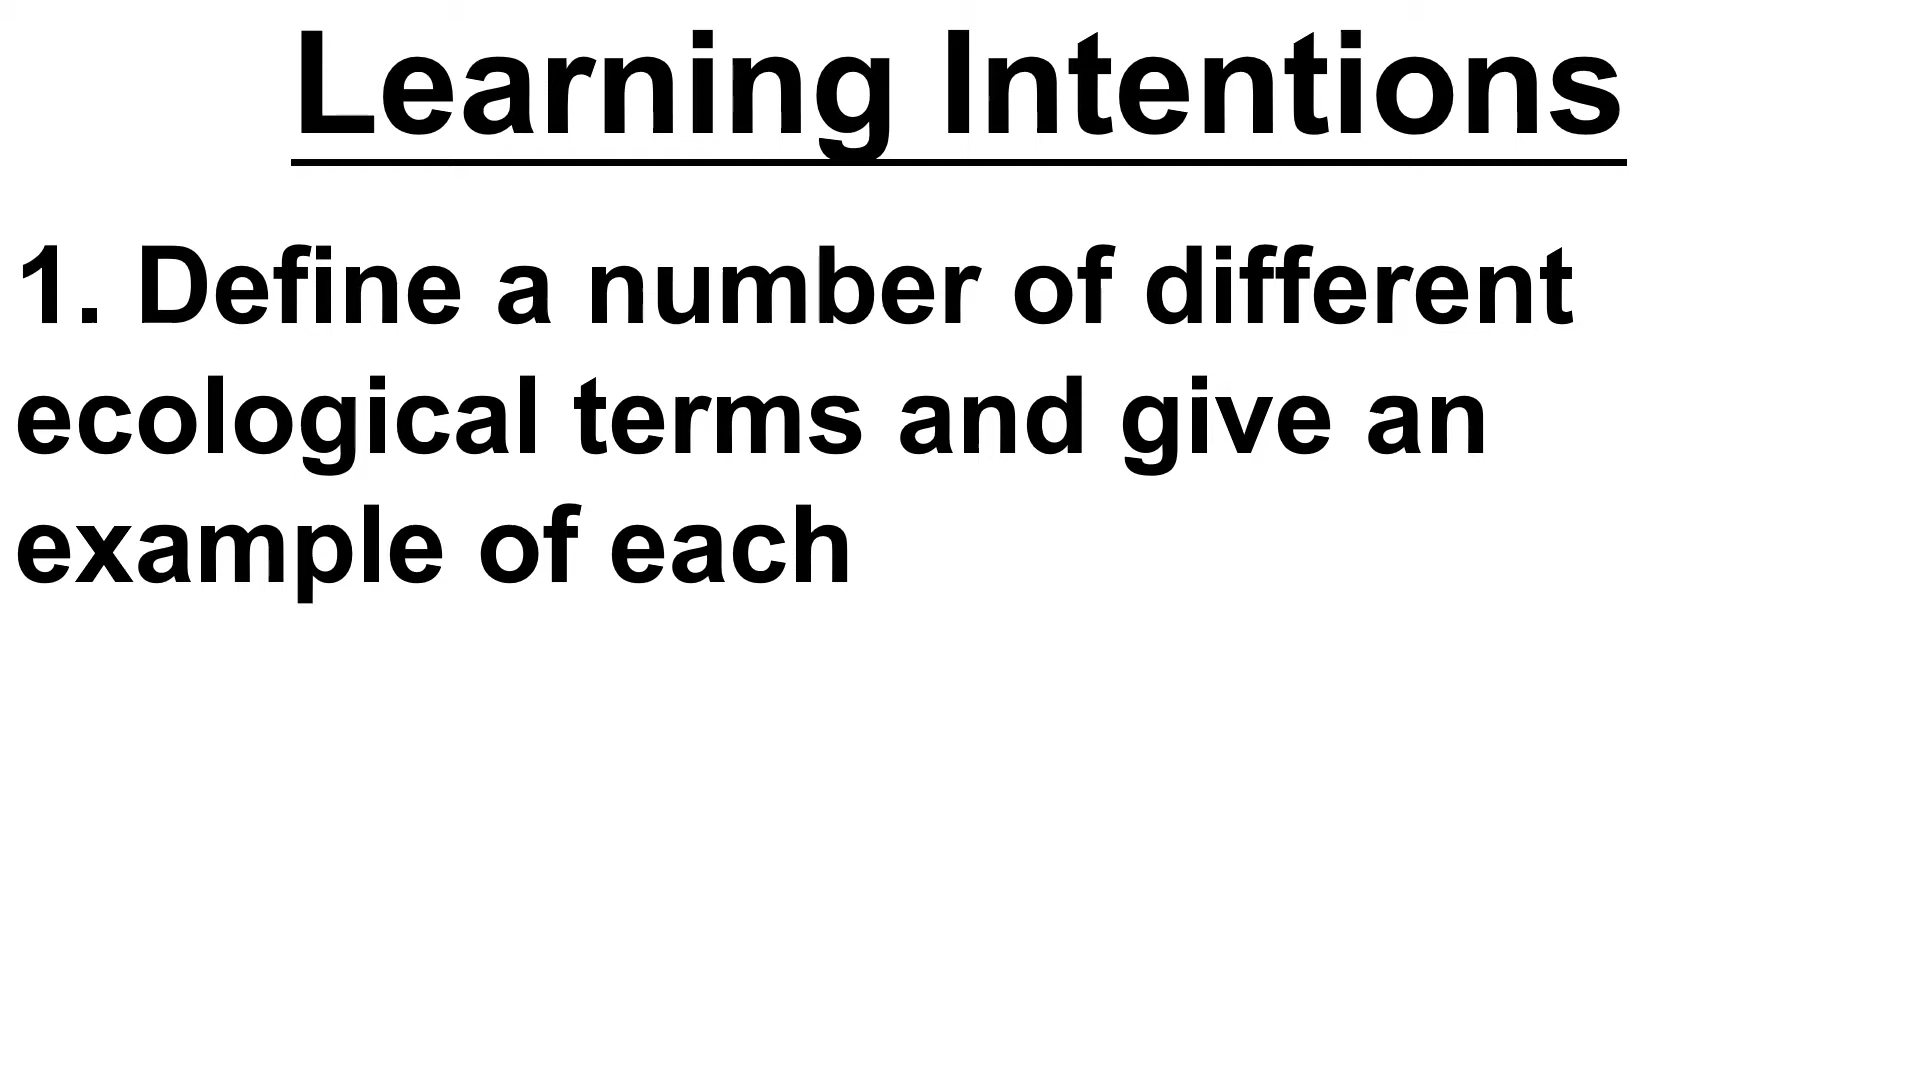 Learning Intentions
1. Define a number of different
ecological terms and give an
example of each